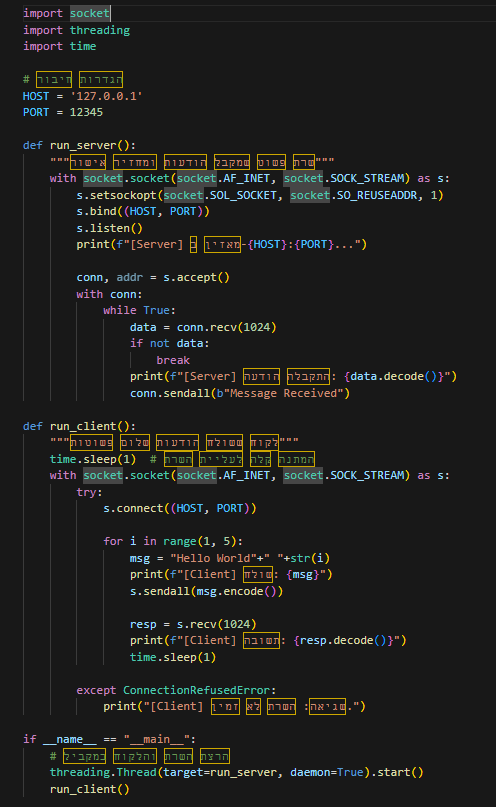 import socket
import threading
import time
# הגדרות חיבור
HOST = '127.0.0.1'
PORT = 12345
def run_server():
"""שרת פשוט שמקבל הודעות ומחזיר אישור"""
with socket.socket(socket.AF_INET, socket.SOCK_STREAM) as s:
s.setsockopt(socket.SOL_SOCKET, socket.SO_REUSEADDR, 1)
s.bind((HOST, PORT))
s.listen()
print(f"[Server] מאזין ב-{HOST}:{PORT}...")
conn, addr = s.accept()
with conn:
while True:
data = conn.recv(1024)
if not data:
break
print(f"[Server] התקבלה הודעה: {data.decode()}")
conn.sendall(b"Message Received")
def run_client():
"""לקוח ששולח הודעות שלום פשוטות"""
time.sleep(1)  # המתנה קלה לעליית השרת
with socket.socket(socket.AF_INET, socket.SOCK_STREAM) as s:
try:
s.connect((HOST, PORT))
for i in range(1, 5):
msg = "Hello World"+" "+str(i)
print(f"[Client] שולח: {msg}")
s.sendall(msg.encode())
resp = s.recv(1024)
print(f"[Client] תשובה: {resp.decode()}")
time.sleep(1)
except ConnectionRefusedError:
print("[Client] שגיאה: השרת לא זמין.")
if __name__ == "__main__":
# הרצת השרת והלקוח במקביל
threading.Thread(target=run_server, daemon=True).start()
run_client()